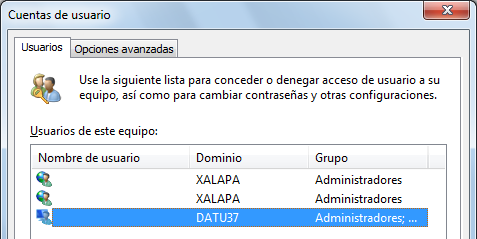 Cuentas de usuario
Usuarios
Opciones avanzadas
Use la siguiente lista para conceder o denegar acceso de usuario a su
equipo, así como para cambiar contraseñas y otras configuraciones.
Usuarios de este equipo:
Nombre de usuario Dominio Grupo
XALAPA Administradores
XALAPA Administradores
DATU37 Administradores; ...